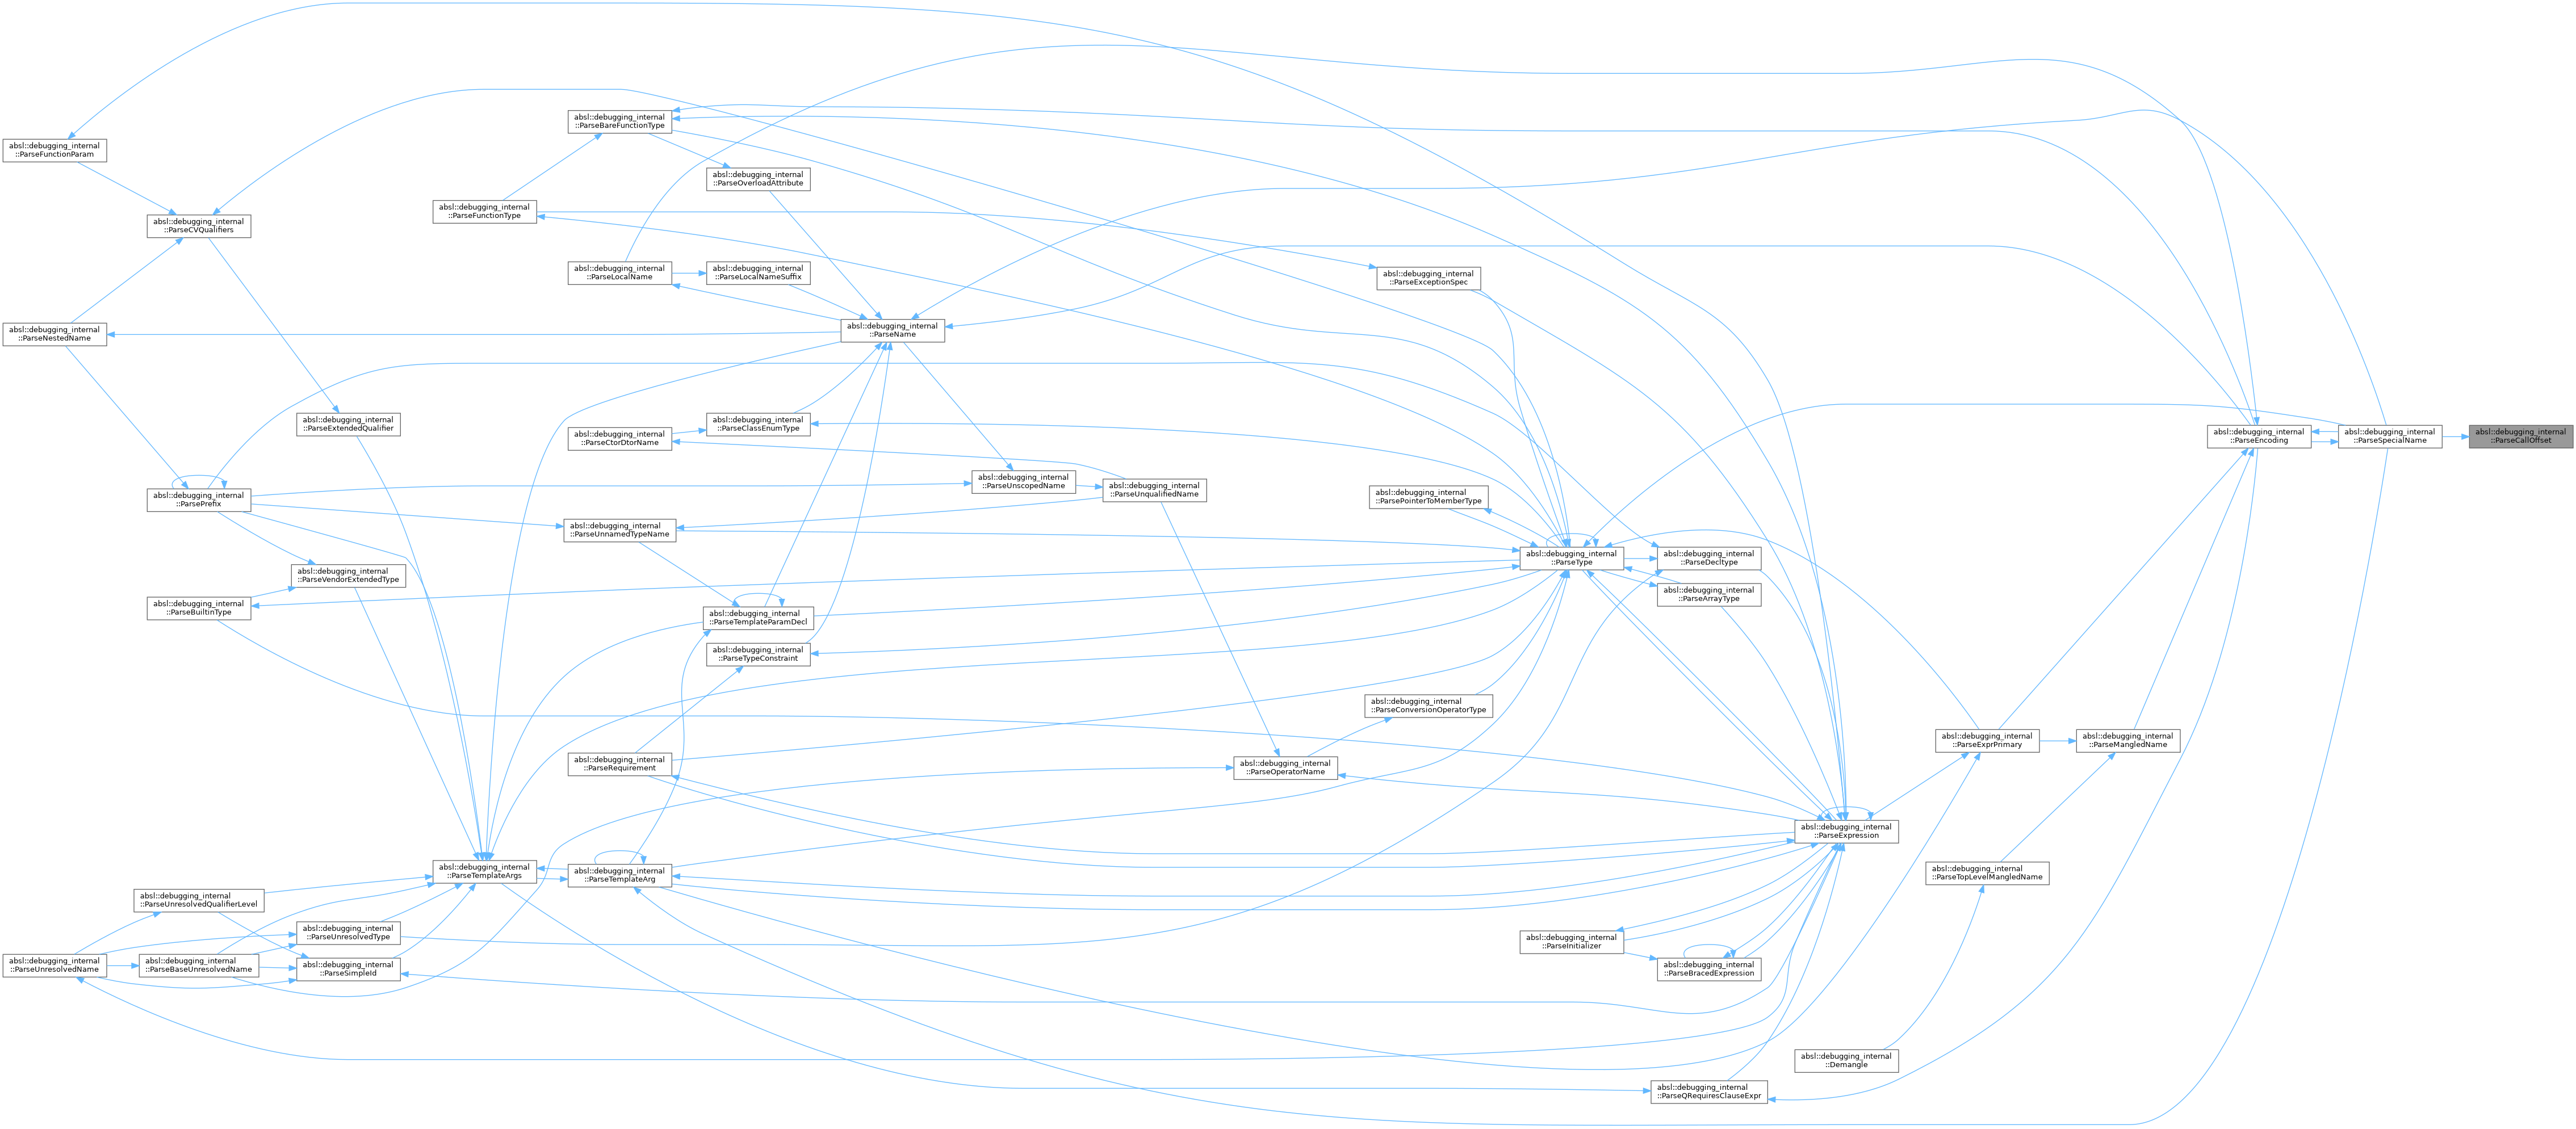 absl::debugging_internal
::ParseFunctionParam
absl::debugging_internal
::ParseCVQualifiers
absl::debugging_internal
::ParseNestedName
absl::debugging_internal
::ParseExtendedQualifier
absl::debugging_internal
::ParsePrefix
absl::debugging_internal
::ParseVendorExtendedType
absl::debugging_internal
::ParseBuiltinType
absl::debugging_internal
::ParseUnresolvedQualifierLevel
absl::debugging_internal
::ParseUnresolvedType
absl::debugging_internal
::ParseUnresolvedName
absl::debugging_internal
::ParseBaseUnresolvedName
absl::debugging_internal
::ParseSimpleId
absl::debugging_internal
::ParseTemplateArgs
absl::debugging_internal
::ParseBareFunctionType
absl::debugging_internal
::ParseOverloadAttribute
absl::debugging_internal
::ParseFunctionType
absl::debugging_internal
::ParseLocalName
absl::debugging_internal
::ParseLocalNameSuffix
absl::debugging_internal
::ParseName
absl::debugging_internal
::ParseClassEnumType
absl::debugging_internal
::ParseCtorDtorName
absl::debugging_internal
::ParseUnscopedName
absl::debugging_internal
::ParseUnqualifiedName
absl::debugging_internal
::ParseUnnamedTypeName
absl::debugging_internal
::ParseTemplateParamDecl
absl::debugging_internal
::ParseTypeConstraint
absl::debugging_internal
::ParseRequirement
absl::debugging_internal
::ParseTemplateArg
absl::debugging_internal
::ParseExceptionSpec
absl::debugging_internal
::ParsePointerToMemberType
absl::debugging_internal
::ParseType
absl::debugging_internal
::ParseDecltype
absl::debugging_internal
::ParseArrayType
absl::debugging_internal
::ParseConversionOperatorType
absl::debugging_internal
::ParseOperatorName
absl::debugging_internal
::ParseExpression
absl::debugging_internal
::ParseInitializer
absl::debugging_internal
::ParseBracedExpression
absl::debugging_internal
::ParseQRequiresClauseExpr
absl::debugging_internal
::Demangle
absl::debugging_internal
::ParseTopLevelMangledName
absl::debugging_internal
::ParseExprPrimary
absl::debugging_internal
::ParseMangledName
absl::debugging_internal
::ParseEncoding
absl::debugging_internal
::ParseSpecialName
absl::debugging_internal
::ParseCallOffset